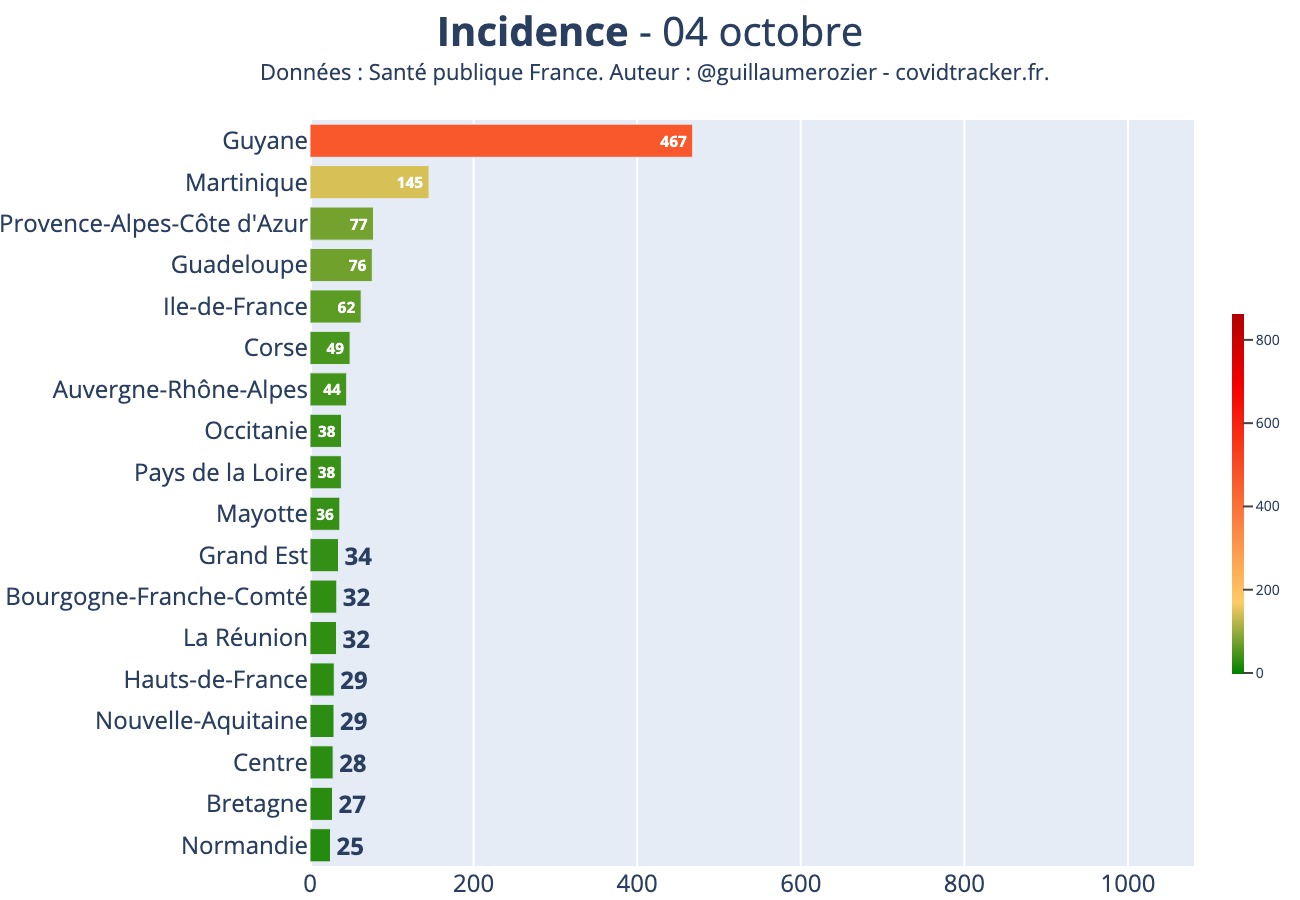 Incidence - 04 octobre
Données : Santé publique France. Auteur : @guillaumerozier - covidtracker.fr.
Guyane 467
Martinique 145
Provence-Alpes-Côte d'Azur 77
Guadeloupe 76
Ile-de-France 62
Corse 49
Auvergne-Rhône-Alpes 44
Occitanie 38
Pays de la Loire 38
Mayotte 36
Grand Est 34
Bourgogne-Franche-Comté 32
La Réunion 32
Hauts-de-France 29
Nouvelle-Aquitaine 29
Centre 28
Bretagne 27
Normandie 25
0 200 400 600 800 1000
800
600
400
200
0